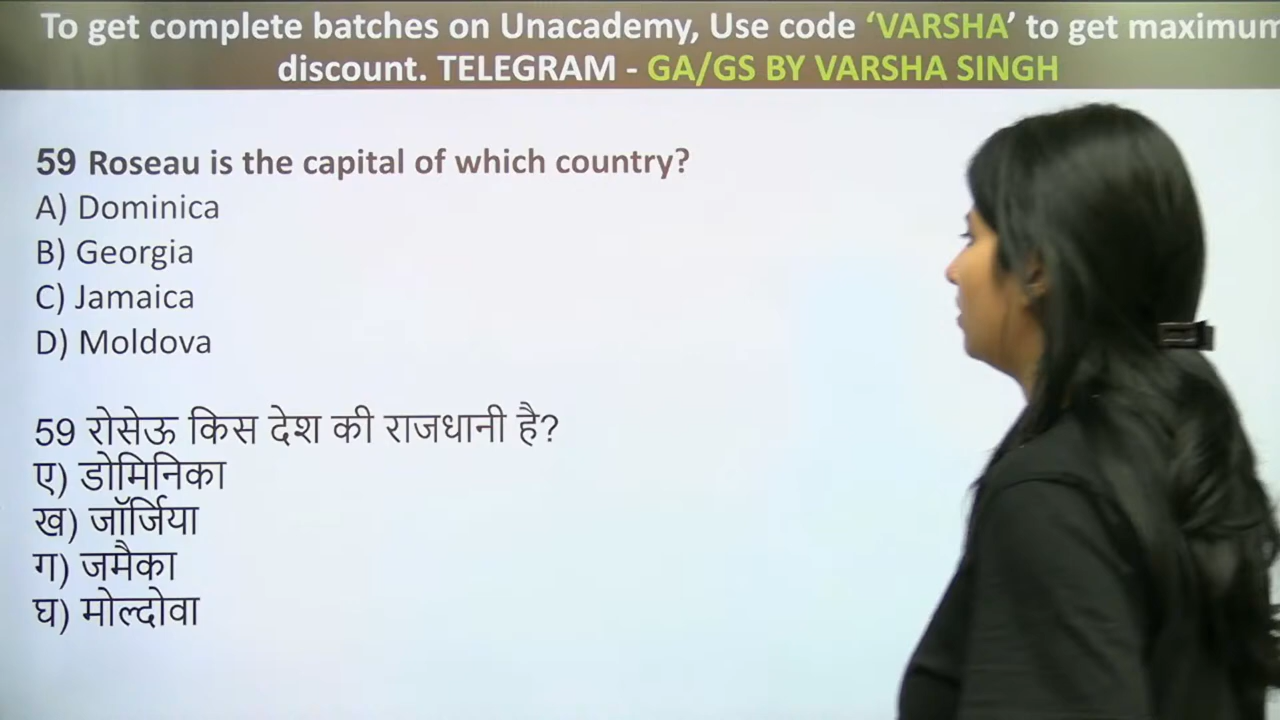 To get complete batches on Unacademy, Use code ‘VARSHA’ to get maximum
discount. TELEGRAM - GA/GS BY VARSHA SINGH
59 Roseau is the capital of which country?
A) Dominica
B) Georgia
C) Jamaica
D) Moldova
59 रोसेऊ किस देश की राजधानी है?
ए) डोमिनिका
ख) जॉर्जिया
ग) जमैका
घ) मोल्दोवा